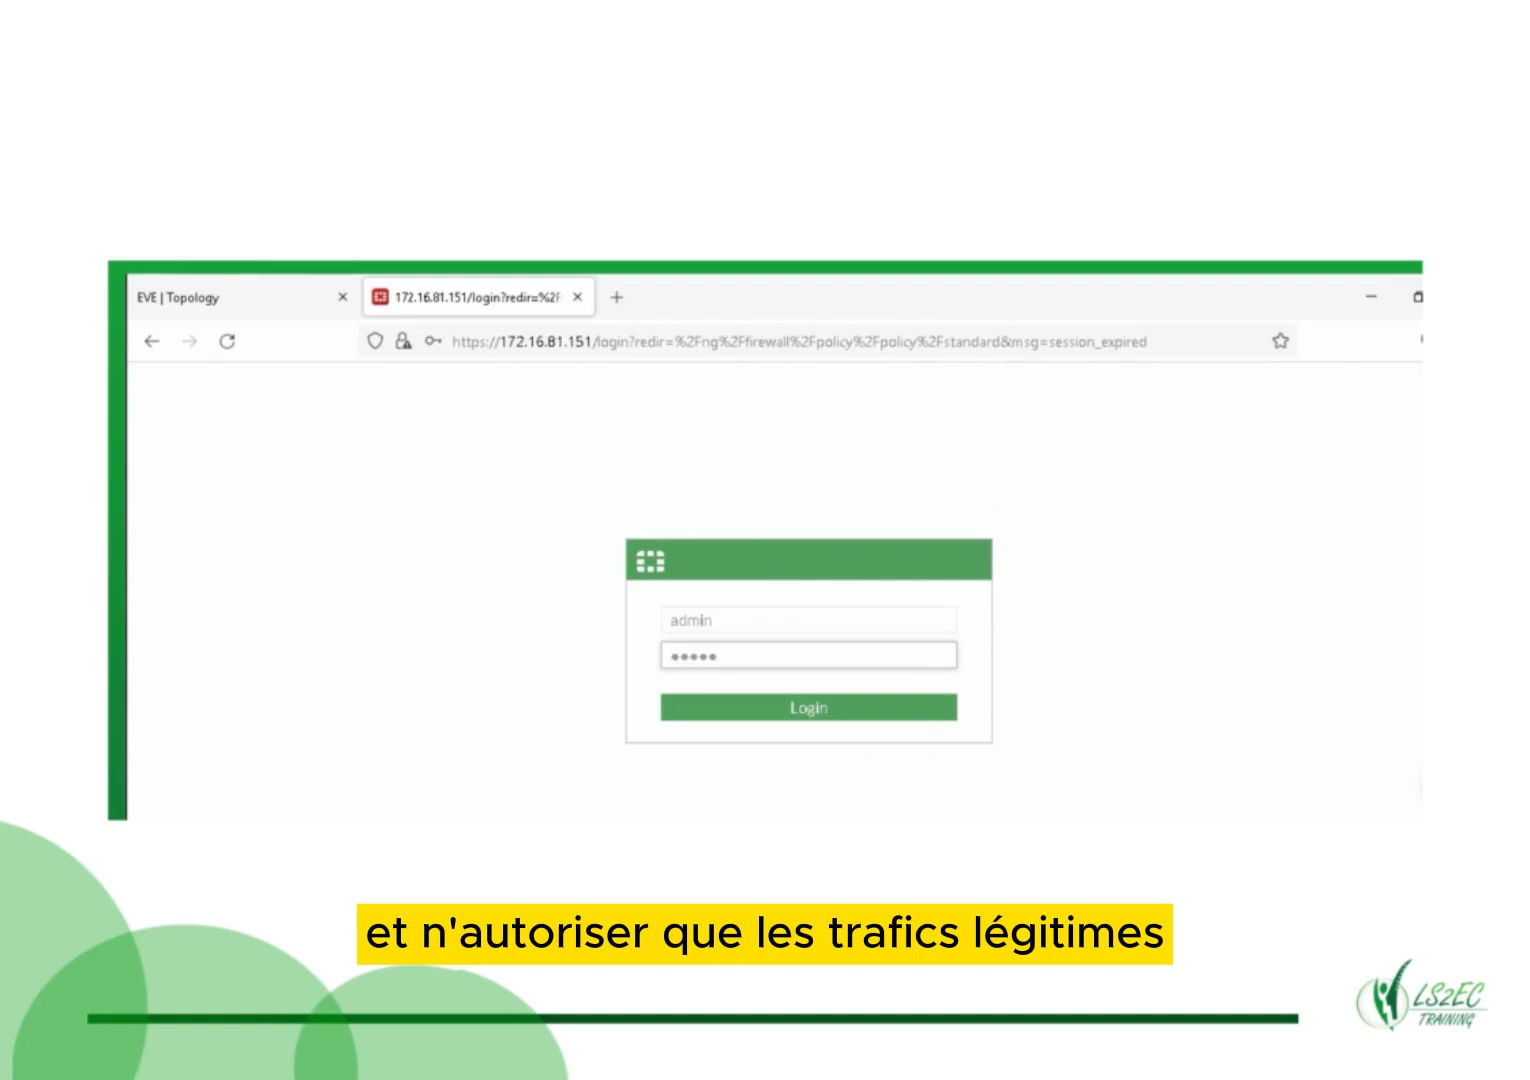 EVE | Topology
172.16.81.151/login?redir=%2F
https://172.16.81.151/login?redir=%2Fng%2Ffirewall%2Fpolicy%2Fpolicy%2Fstandard&msg=session_expired
admin
Login
et n'autoriser que les trafics légitimes
LS2EC
TRAINING